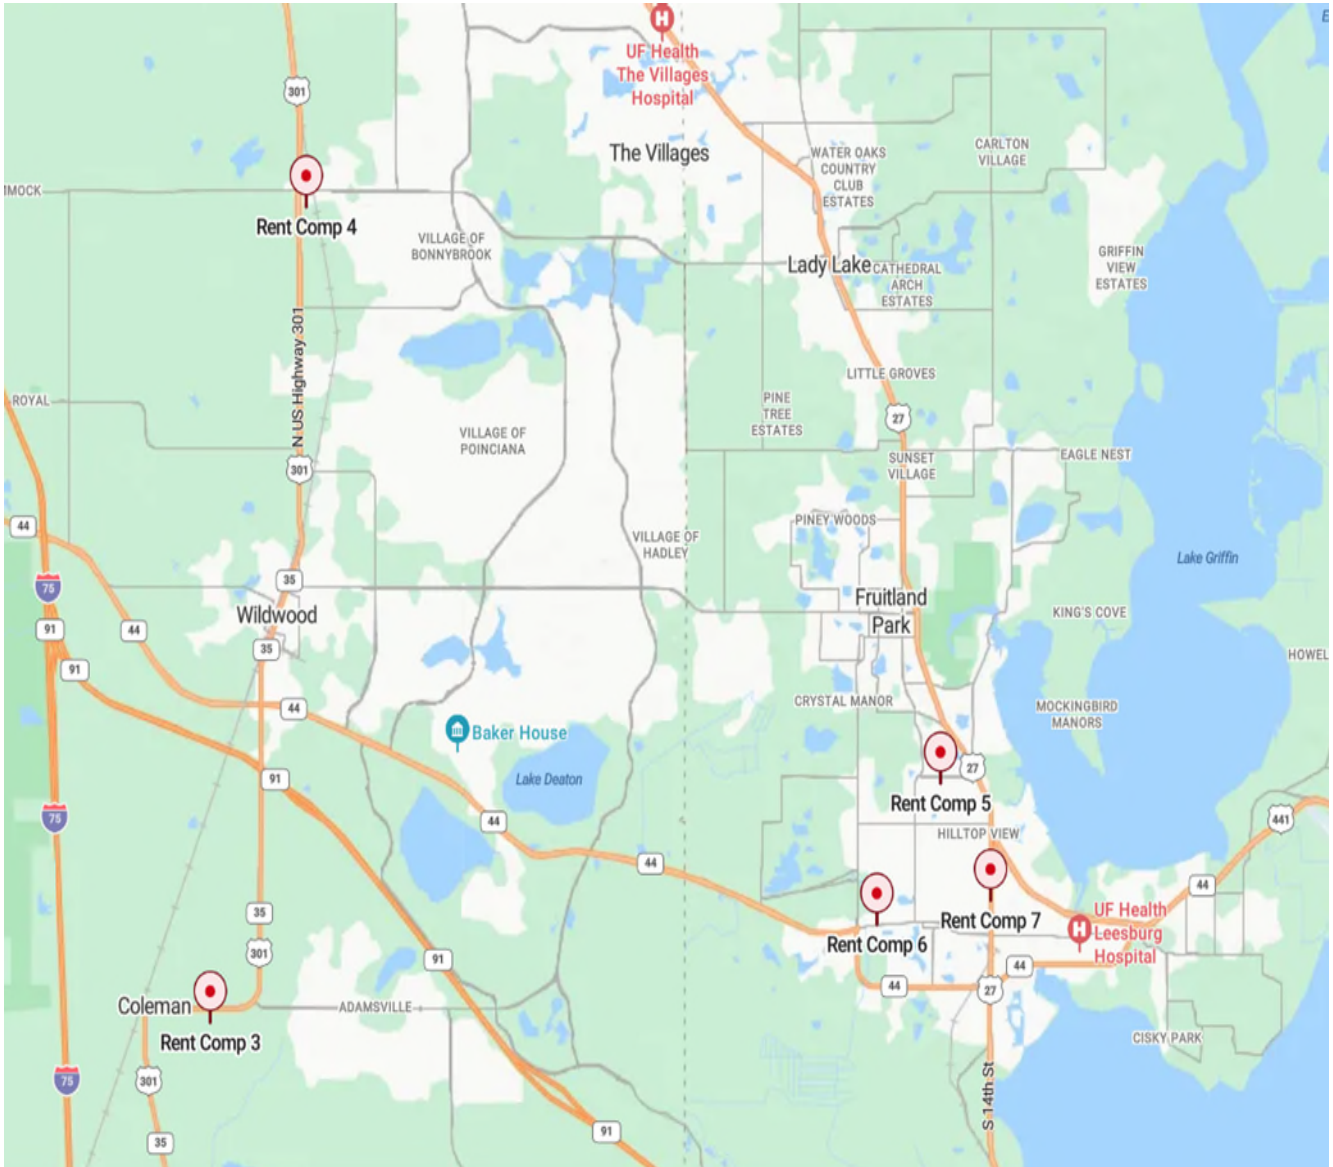 E
UF Health
The Villages
Hospital
301
The Villages
WATER OAKS
COUNTRY
CLUB
ESTATES
CARLTON
VILLAGE
MMOCK
Rent Comp 4
VILLAGE OF
BONNYBROOK
Lady Lake
CATHEDRAL
ARCH
ESTATES
GRIFFIN
VIEW
ESTATES
N US Highway 301
LITTLE GROVES
ROYAL
PINE
TREE
ESTATES
27
VILLAGE OF
POINCIANA
301
SUNSET
VILLAGE
EAGLE NEST
44
PINEY WOODS
VILLAGE OF
HADLEY
Lake Griffin
75
35
Wildwood
Fruitland
Park
KING'S COVE
91
44
35
91
HOWEL
44
CRYSTAL MANOR
MOCKINGBIRD
MANORS
Baker House
Lake Deaton
91
27
Rent Comp 5
75
44
441
HILLTOP VIEW
44
44
35
Rent Comp 6
Rent Comp 7
UF Health
Leesburg
Hospital
301
91
44
44
27
Coleman
ADAMSVILLE
Rent Comp 3
CISKY PARK
75
301
S 14th St
91
35